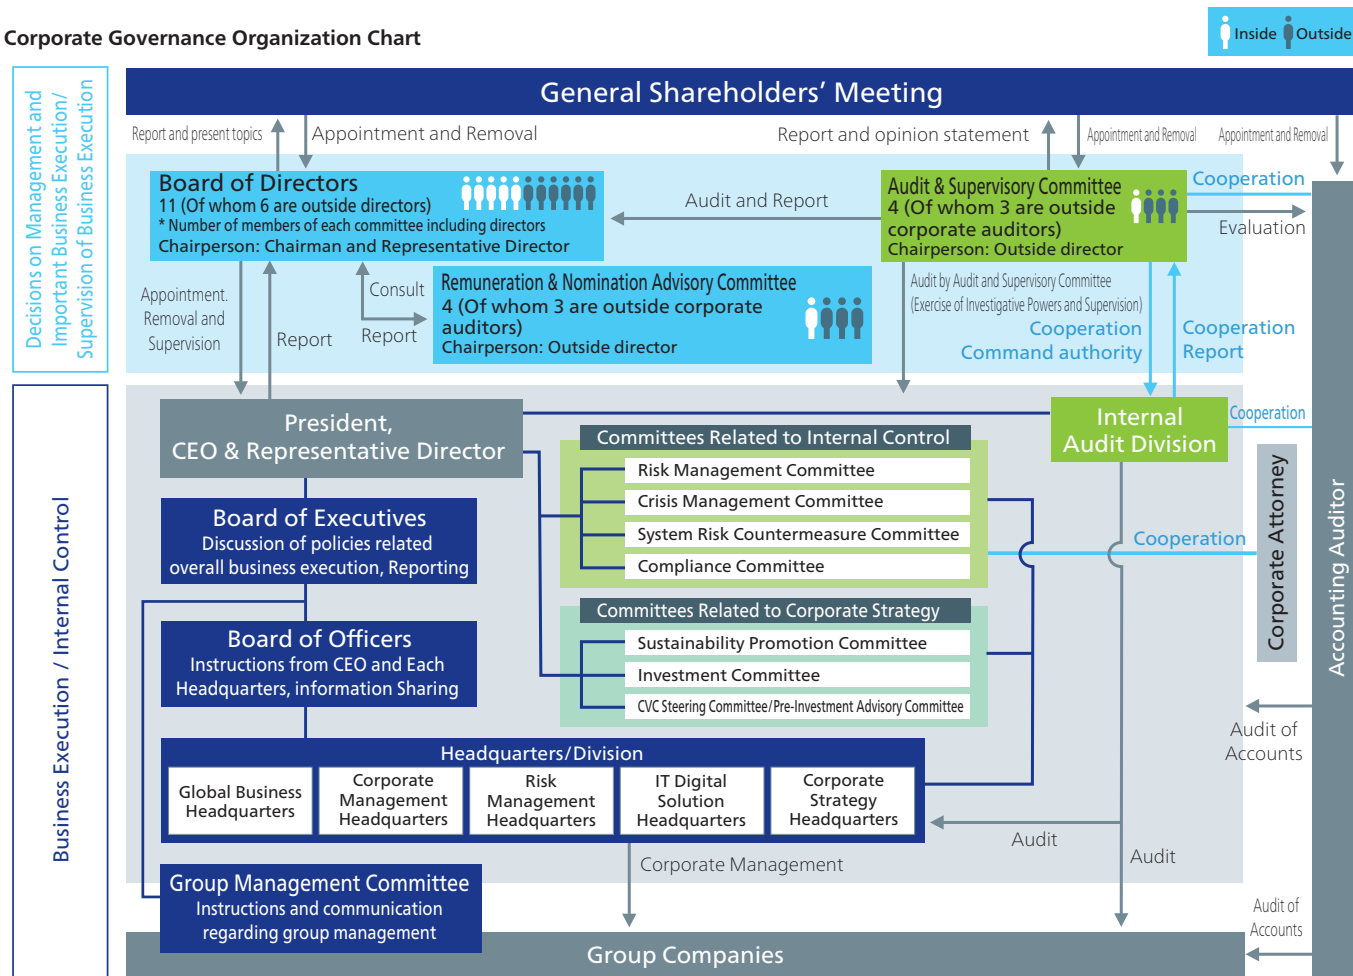 Corporate Governance Organization Chart
Inside
Outside
Decisions on Management and
Important Business Execution/
Supervision of Business Execution
General Shareholders’ Meeting
Report and present topics
Appointment and Removal
Report and opinion statement
Appointment and Removal
Appointment and Removal
Board of Directors
11 (Of whom 6 are outside directors)
* Number of members of each committee including directors
Chairperson: Chairman and Representative Director
Audit and Report
Audit & Supervisory Committee
4 (Of whom 3 are outside
corporate auditors)
Chairperson: Outside director
Cooperation
Evaluation
Appointment.
Removal and
Supervision
Report
Consult
Report
Remuneration & Nomination Advisory Committee
4 (Of whom 3 are outside corporate
auditors)
Chairperson: Outside director
Audit by Audit and Supervisory Committee
(Exercise of Investigative Powers and Supervision)
Cooperation
Command authority
Cooperation
Report
Business Execution / Internal Control
President,
CEO & Representative Director
Internal
Audit Division
Cooperation
Committees Related to Internal Control
Risk Management Committee
Crisis Management Committee
System Risk Countermeasure Committee
Compliance Committee
Cooperation
Corporate Attorney
Accounting Auditor
Board of Executives
Discussion of policies related
overall business execution, Reporting
Committees Related to Corporate Strategy
Sustainability Promotion Committee
Investment Committee
CVC Steering Committee/Pre-Investment Advisory Committee
Board of Officers
Instructions from CEO and Each
Headquarters, information Sharing
Audit of
Accounts
Headquarters/Division
Global Business
Headquarters
Corporate
Management
Headquarters
Risk
Management
Headquarters
IT Digital
Solution
Headquarters
Corporate
Strategy
Headquarters
Audit
Audit
Corporate Management
Group Management Committee
Instructions and communication
regarding group management
Audit of
Accounts
Group Companies